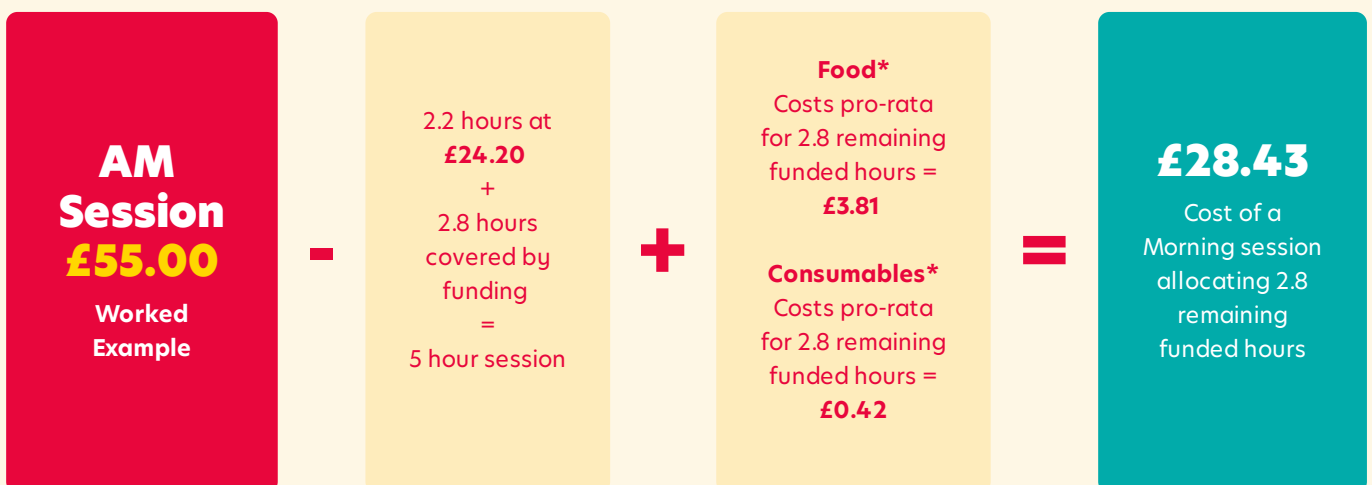 AM
Session
£55.00
Worked
Example
-
2.2 hours at
£24.20
+
2.8 hours
covered by
funding
=
5 hour session
+
Food*
Costs pro-rata
for 2.8 remaining
funded hours =
£3.81
Consumables*
Costs pro-rata
for 2.8 remaining
funded hours =
£0.42
=
£28.43
Cost of a
Morning session
allocating 2.8
remaining
funded hours